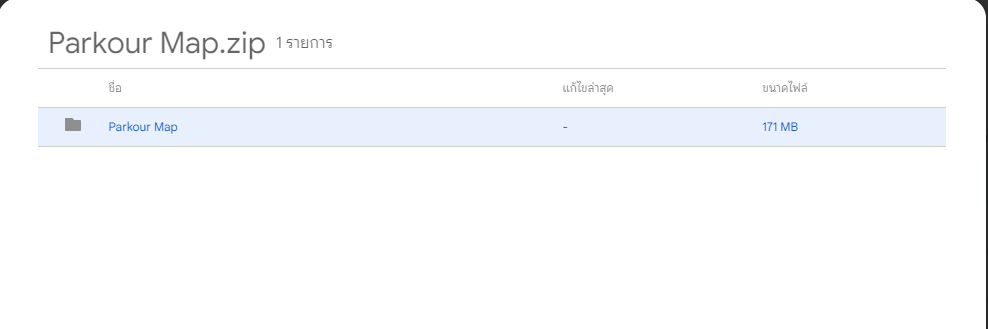 Parkour Map.zip 1 รายการ
ชื่อ แก้ไขล่าสุด ขนาดไฟล์
Parkour Map - 171 MB